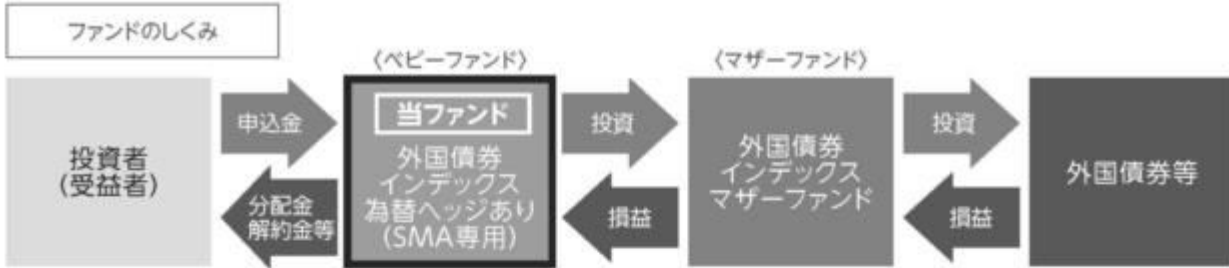 ファンドのしくみ
〈ベビーファンド〉
〈マザーファンド〉
投資者
(受益者)
申込金
分配金
解約金等
当ファンド
外国債券
インデックス
為替ヘッジあり
(SMA専用)
投資
損益
外国債券
インデックス
マザーファンド
投資
損益
外国債券等